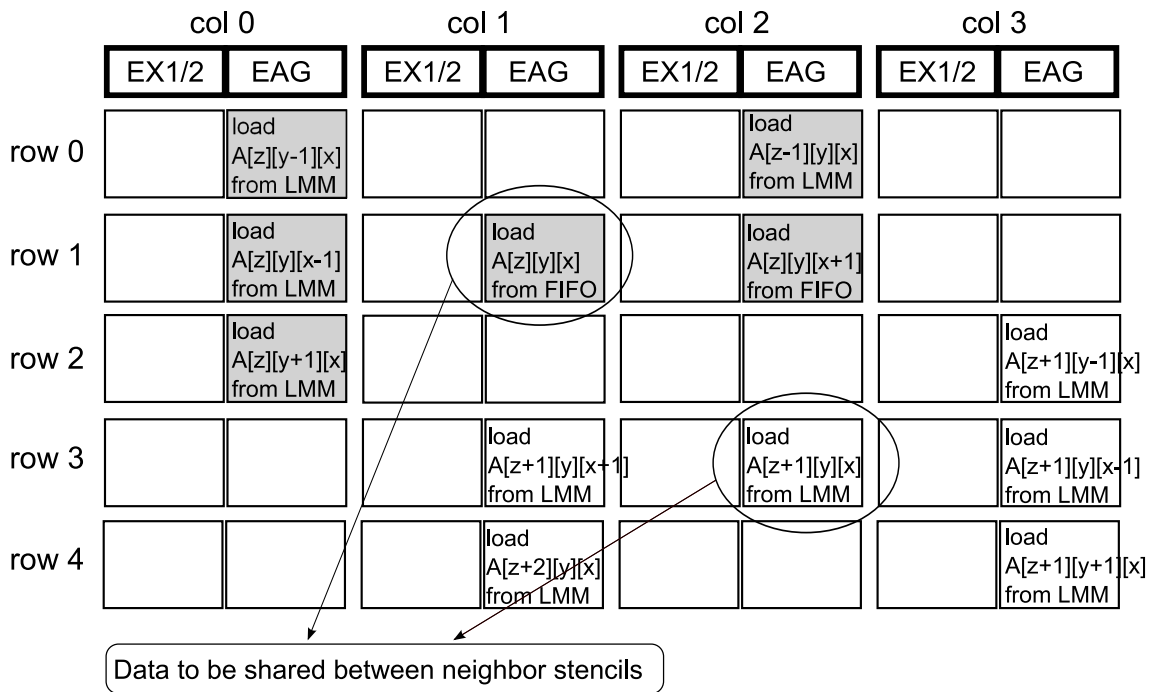 col 0 col 1 col 2 col 3
EX1/2 EAG EX1/2 EAG EX1/2 EAG EX1/2 EAG
row 0
load
A[z][y-1][x]
from LMM
load
A[z-1][y][x]
from LMM
row 1
load
A[z][y][x-1]
from LMM
load
A[z][y][x]
from FIFO
load
A[z][y][x+1]
from FIFO
row 2
load
A[z][y+1][x]
from LMM
load
A[z+1][y-1][x]
from LMM
row 3
load
A[z+1][y][x+1]
from LMM
load
A[z+1][y][x]
from LMM
load
A[z+1][y][x-1]
from LMM
row 4
load
A[z+2][y][x]
from LMM
load
A[z+1][y+1][x]
from LMM
Data to be shared between neighbor stencils